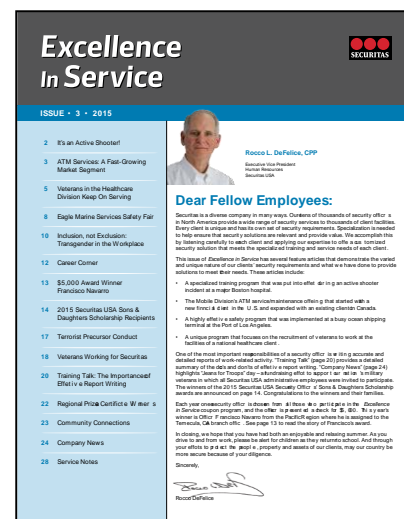 Excellence
In Service
SECURITAS
ISSUE • 3 • 2015
2 It's an Active Shooter!
3 ATM Services: A Fast-Growing
Market Segment
5 Veterans in the Healthcare
Division Keep On Serving
8 Eagle Marine Services Safety Fair
10 Inclusion, not Exclusion:
Transgender in the Workplace
12 Career Corner
13 $5,000 Award Winner
Francisco Navarro
14 2015 Securitas USA Sons &
Daughters Scholarship Recipients
17 Terrorist Precursor Conduct
18 Veterans Working for Securitas
20 Training Talk: The Importance of
Effective Report Writing
22 Regional Prize Certificate Winners
23 Community Connections
24 Company News
28 Service Notes
Rocco L. DeFelice, CPP
Executive Vice President
Human Resources
Securitas USA
Dear Fellow Employees:
Securitas is a diverse company in many ways. Our tens of thousands of security officers
in North America provide a wide range of security services to thousands of client facilities.
Every client is unique and has its own set of security requirements. Specialization is needed
to help ensure that security solutions are relevant and provide value. We accomplish this
by listening carefully to each client and applying our expertise to offer a customized
security solution that meets the specialized training and service needs of each client.
This issue of Excellence in Service has several feature articles that demonstrate the varied
and unique nature of our clients' security requirements and what we have done to provide
solutions to meet their needs. These articles include:
• A specialized training program that was put into effect during an active shooter
incident at a major Boston hospital.
• The Mobile Division's ATM service/maintenance offering that started with a
new financial client in the U.S. and expanded with an existing client in Canada.
• A highly effective safety program that was implemented at a busy ocean shipping
terminal at the Port of Los Angeles.
• A unique program that focuses on the recruitment of veterans to work at the
facilities of a national healthcare client.
One of the most important responsibilities of a security officer is writing accurate and
detailed reports of work-related activity. "Training Talk" (page 20) provides a detailed
summary of the do's and don'ts of effective report writing. "Company News" (page 24)
highlights "Jeans for Troops" day – a fundraising effort to support our nation's military
veterans in which all Securitas USA administrative employees were invited to participate.
The winners of the 2015 Securitas USA Security Officers' Sons & Daughters Scholarship
awards are announced on page 14. Congratulations to the winners and their families.
Each year one security officer is chosen from all those who participate in the Excellence
in Service coupon program, and the officer is presented a check for $5,000. This year's
winner is Officer Francisco Navarro from the Pacific Region where he is assigned to the
Temecula, CA branch office. See page 13 to read the story of Francisco's award.
In closing, we hope that you have had both an enjoyable and relaxing summer. As you
drive to and from work, please be alert for children as they return to school. And through
your efforts to protect the people, property and assets of our clients, may our country be
more secure because of your diligence.
Sincerely,
Rocco DeFelice